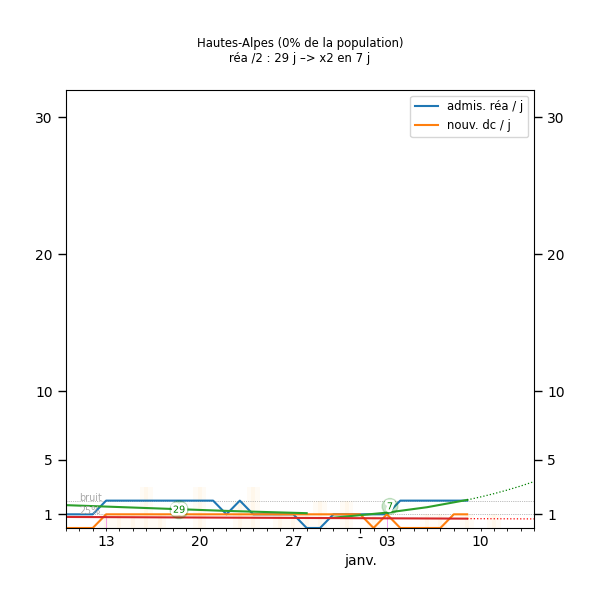 Hautes-Alpes (0% de la population)
réa /2 : 29 j –> x2 en 7 j
admis. réa / j
nouv. dc / j
30 30
20 20
10 10
5 5
1 1
bruit
25%
29
7
13 20 27 - 03 10
janv.